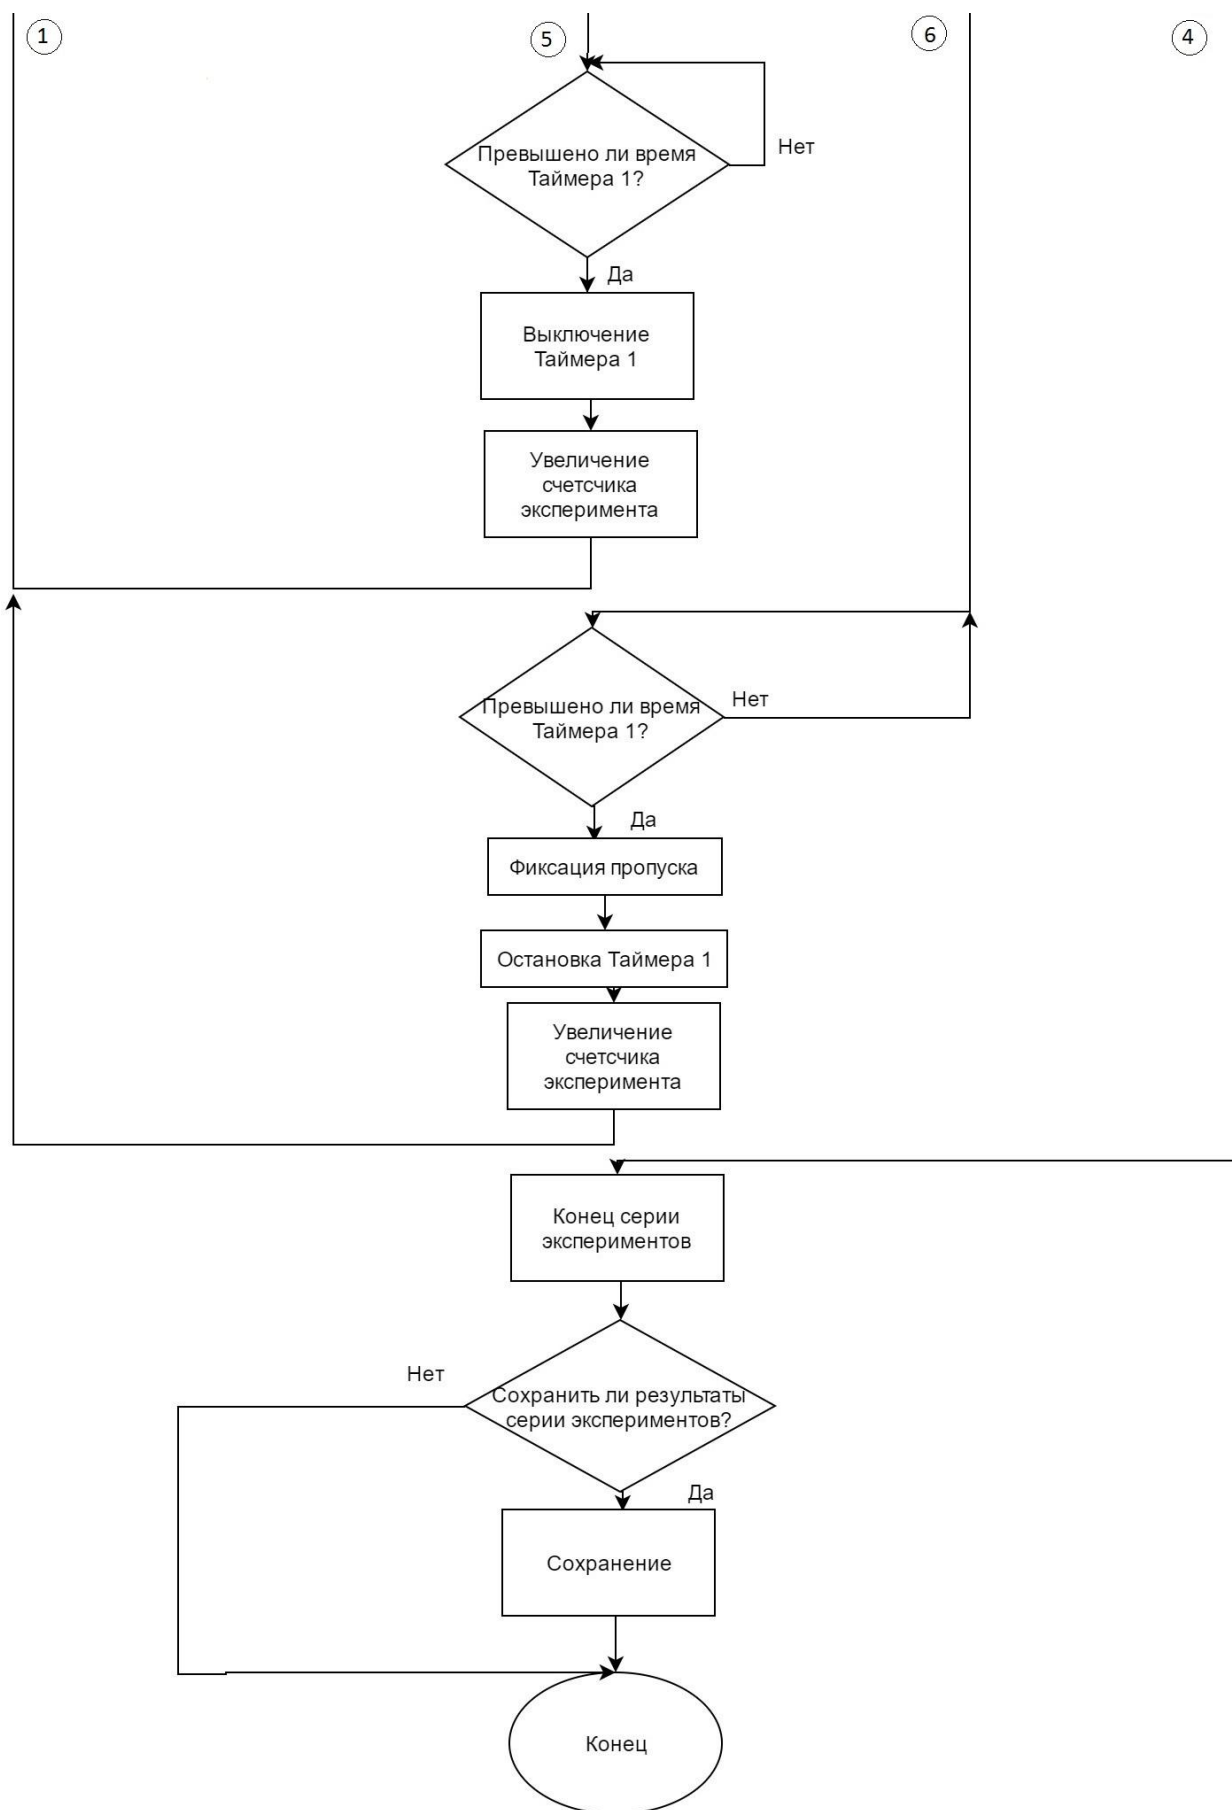 1
5
6
4
Превышено ли время
Таймера 1?
Нет
Да
Выключение
Таймера 1
Увеличение
счетсчика
эксперимента
Превышено ли время
Таймера 1?
Нет
Да
Фиксация пропуска
Остановка Таймера 1
Увеличение
счетсчика
эксперимента
Конец серии
экспериментов
Нет
Сохранить ли результаты
серии экспериментов?
Да
Сохранение
Конец